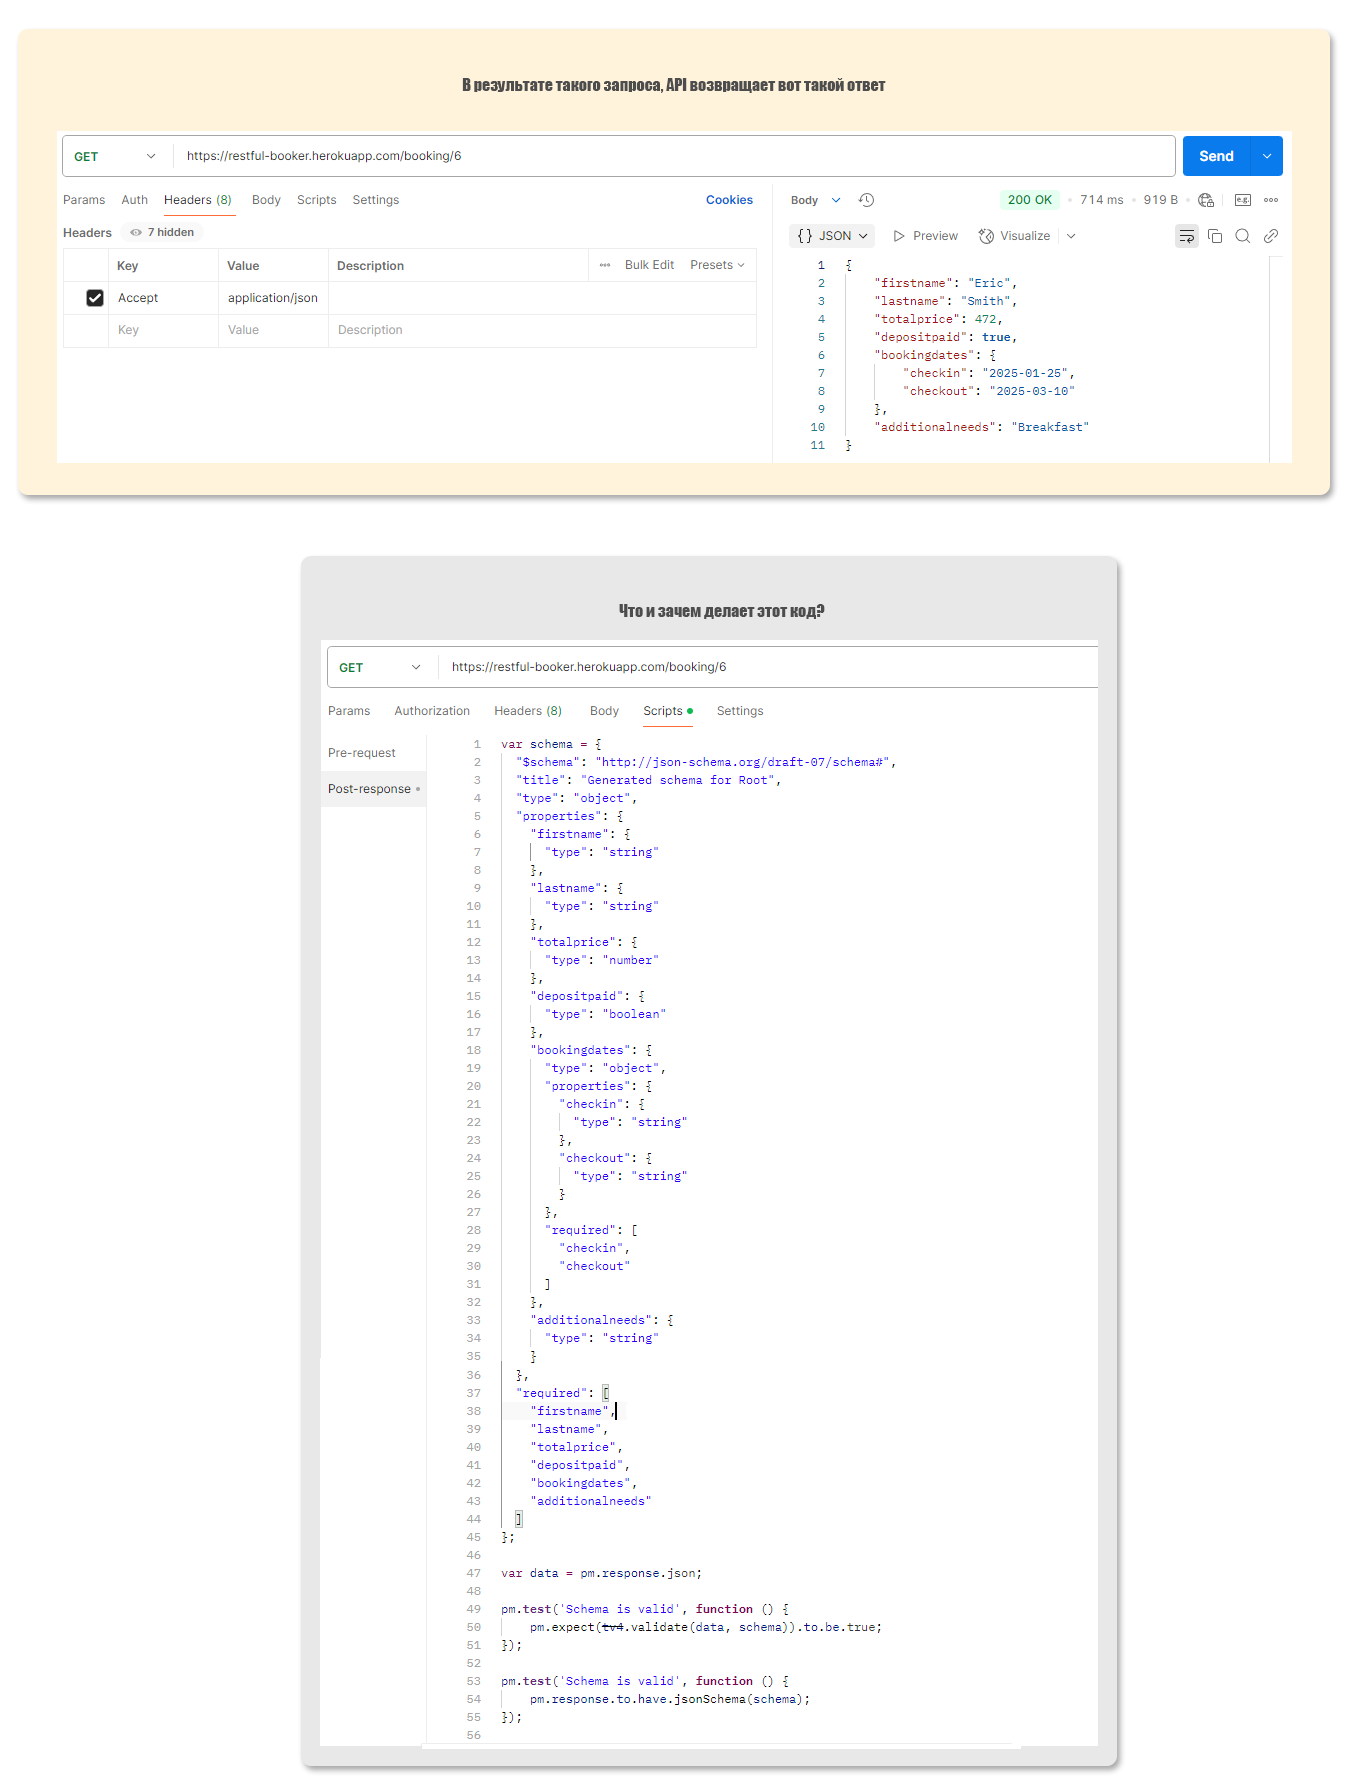 В результате такого запроса, API возвращает вот такой ответ
GET https://restful-booker.herokuapp.com/booking/6 Send
Params Auth Headers (8) Body Scripts Settings Cookies
Headers 7 hidden
Key Value Description ••• Bulk Edit Presets
Accept application/json
Key Value Description
Body 200 OK • 714 ms • 919 B • e.g. •••
{} JSON Preview Visualize
1 {
2 "firstname": "Eric",
3 "lastname": "Smith",
4 "totalprice": 472,
5 "depositpaid": true,
6 "bookingdates": {
7 "checkin": "2025-01-25",
8 "checkout": "2025-03-10"
9 },
10 "additionalneeds": "Breakfast"
11 }
Что и зачем делает этот код?
GET https://restful-booker.herokuapp.com/booking/6
Params Authorization Headers (8) Body Scripts Settings
Pre-request
Post-response
1 var schema = {
2 "$schema": "http://json-schema.org/draft-07/schema#",
3 "title": "Generated schema for Root",
4 "type": "object",
5 "properties": {
6 "firstname": {
7 "type": "string"
8 },
9 "lastname": {
10 "type": "string"
11 },
12 "totalprice": {
13 "type": "number"
14 },
15 "depositpaid": {
16 "type": "boolean"
17 },
18 "bookingdates": {
19 "type": "object",
20 "properties": {
21 "checkin": {
22 "type": "string"
23 },
24 "checkout": {
25 "type": "string"
26 }
27 },
28 "required": [
29 "checkin",
30 "checkout"
31 ]
32 },
33 "additionalneeds": {
34 "type": "string"
35 }
36 },
37 "required": [
38 "firstname",
39 "lastname",
40 "totalprice",
41 "depositpaid",
42 "bookingdates",
43 "additionalneeds"
44 ]
45 };
46
47 var data = pm.response.json;
48
49 pm.test('Schema is valid', function () {
50 pm.expect(tv4.validate(data, schema)).to.be.true;
51 });
52
53 pm.test('Schema is valid', function () {
54 pm.response.to.have.jsonSchema(schema);
55 });
56